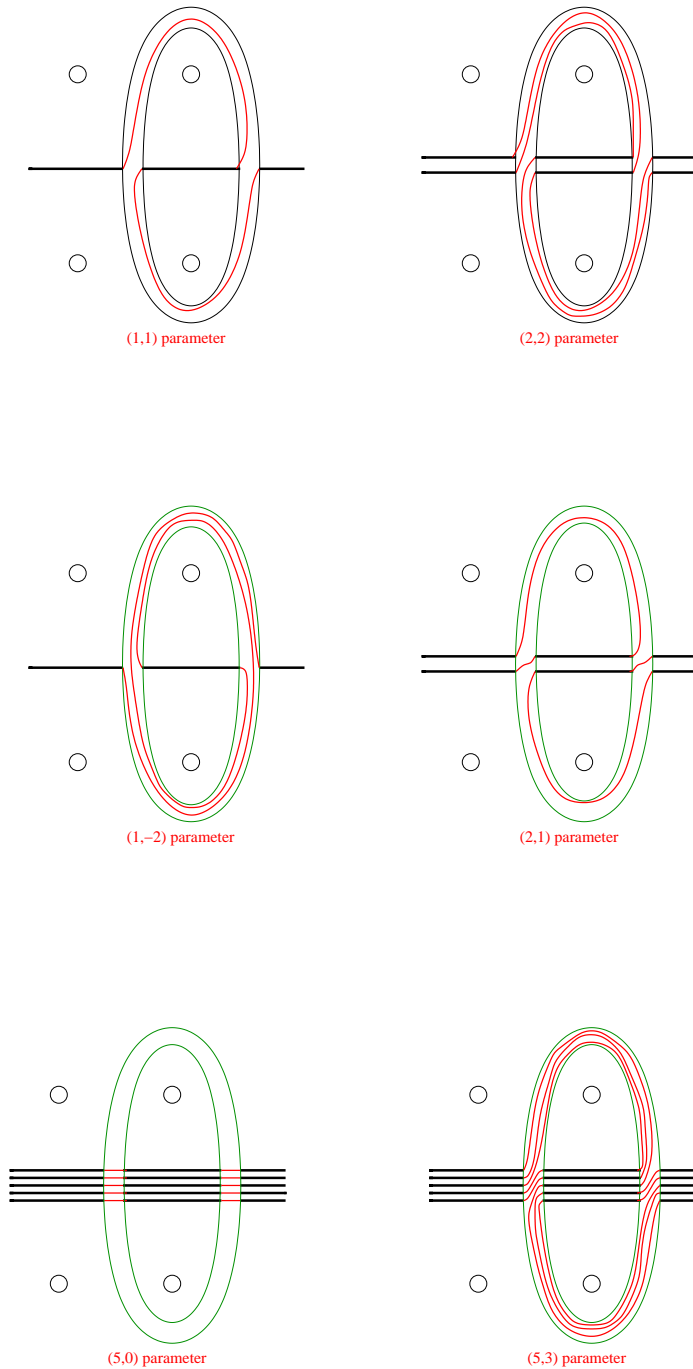 (1,1) parameter
(2,2) parameter
(1,−2) parameter
(2,1) parameter
(5,0) parameter
(5,3) parameter